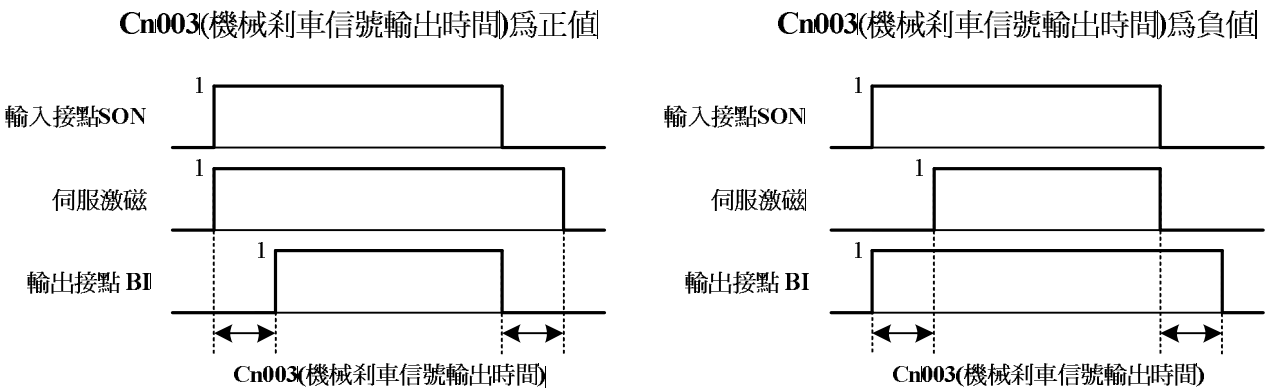 Cn003(機械剎車信號輸出時間)爲正值
1
輸入接點SON
1
伺服激磁
1
輸出接點 BI
Cn003(機械剎車信號輸出時間)
Cn003(機械剎車信號輸出時間)爲負值
1
輸入接點SON
1
伺服激磁
1
輸出接點 BI
Cn003(機械剎車信號輸出時間)